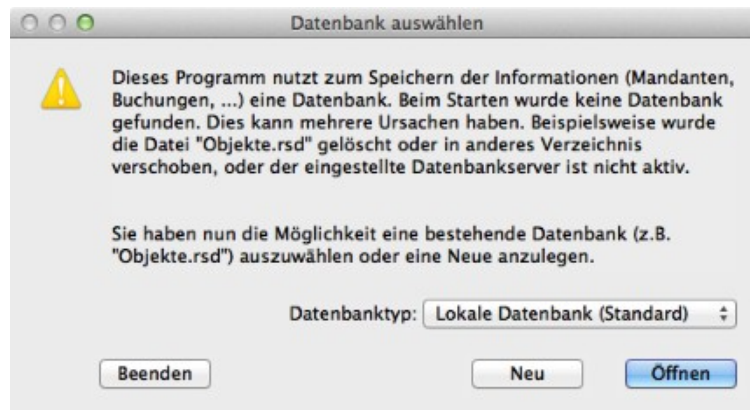 Datenbank auswählen
Dieses Programm nutzt zum Speichern der Informationen (Mandanten,
Buchungen, ...) eine Datenbank. Beim Starten wurde keine Datenbank
gefunden. Dies kann mehrere Ursachen haben. Beispielsweise wurde
die Datei "Objekte.rsd" gelöscht oder in anderes Verzeichnis
verschoben, oder der eingestellte Datenbankserver ist nicht aktiv.
Sie haben nun die Möglichkeit eine bestehende Datenbank (z.B.
"Objekte.rsd") auszuwählen oder eine Neue anzulegen.
Datenbanktyp: Lokale Datenbank (Standard)
Beenden Neu Öffnen